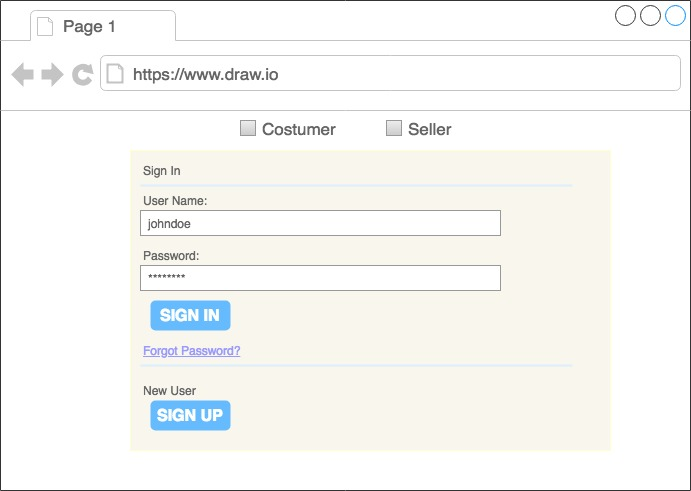 Page 1
https://www.draw.io
Costumer Seller
Sign In
User Name:
johndoe
Password:
********
SIGN IN
Forgot Password?
New User
SIGN UP